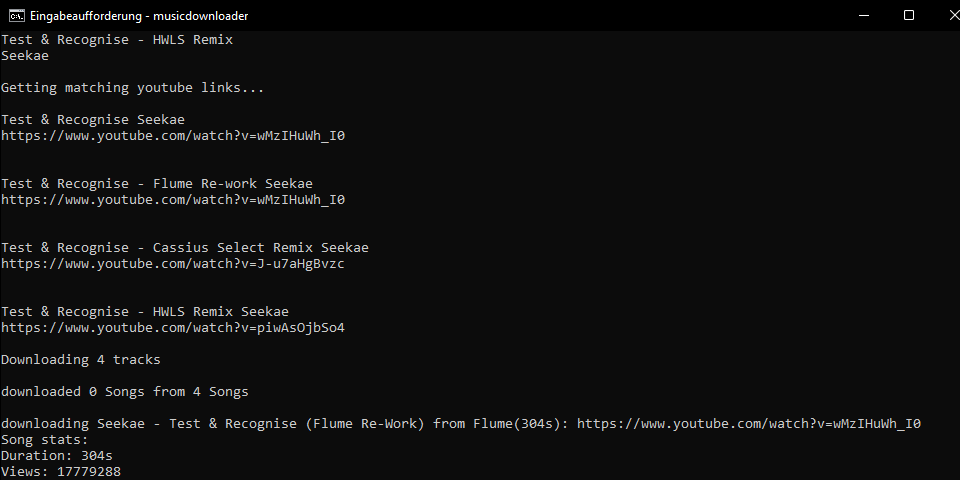 Eingabeaufforderung - musicdownloader
Test & Recognise - HWLS Remix
Seekae
Getting matching youtube links...
Test & Recognise Seekae
https://www.youtube.com/watch?v=wMzIHuWh_I0
Test & Recognise - Flume Re-work Seekae
https://www.youtube.com/watch?v=wMzIHuWh_I0
Test & Recognise - Cassius Select Remix Seekae
https://www.youtube.com/watch?v=J-u7aHgBvzc
Test & Recognise - HWLS Remix Seekae
https://www.youtube.com/watch?v=piwAsOjbSo4
Downloading 4 tracks
downloaded 0 Songs from 4 Songs
downloading Seekae - Test & Recognise (Flume Re-Work) from Flume(304s): https://www.youtube.com/watch?v=wMzIHuWh_I0
Song stats:
Duration: 304s
Views: 17779288